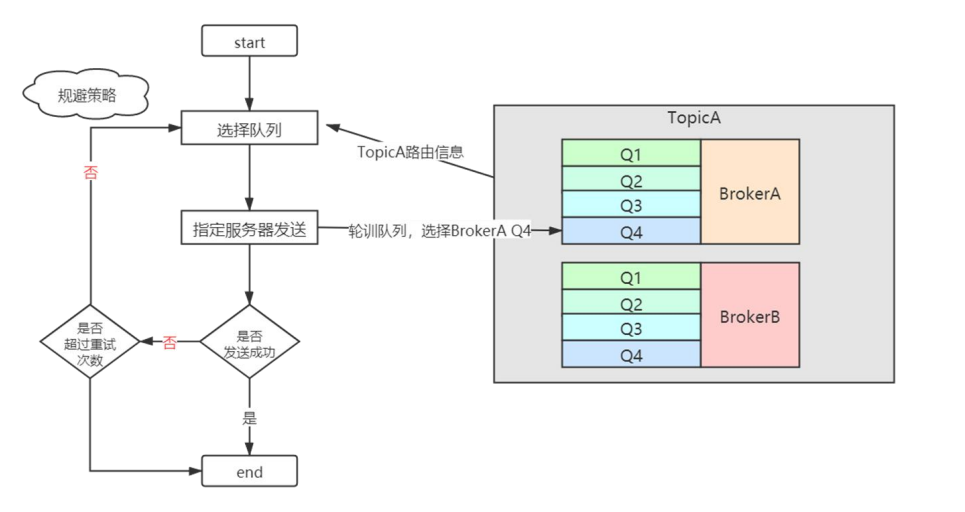 start
规避策略
选择队列
TopicA路由信息
否
指定服务器发送
轮训队列，选择BrokerA Q4
是否
发送成功
否
是否
超过重试
次数
是
end
TopicA
Q1
Q2
Q3
Q4
BrokerA
Q1
Q2
Q3
Q4
BrokerB